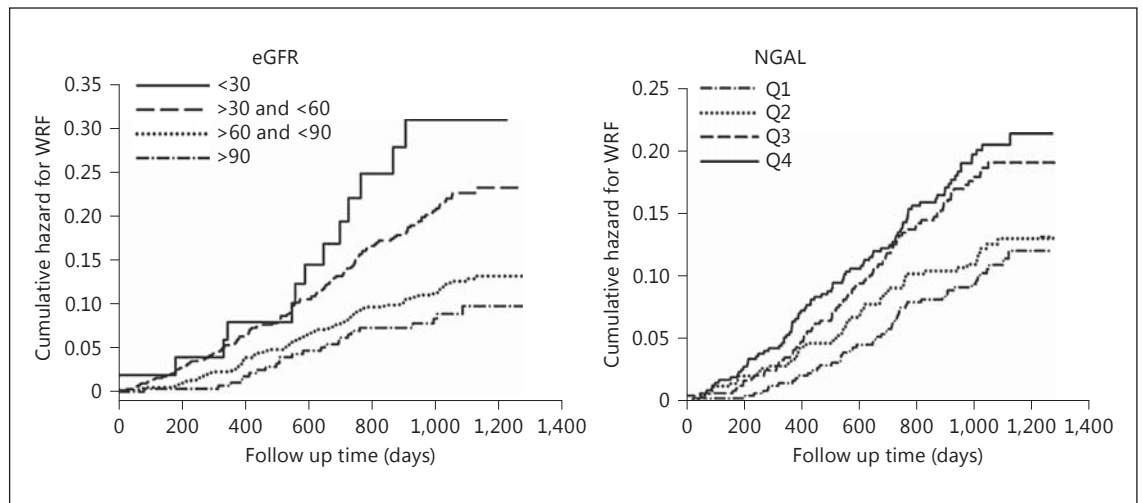 eGFR
<30
>30 and <60
>60 and <90
>90
0.35
0.30
0.25
0.20
0.15
0.10
0.05
0
Cumulative hazard for WRF
0 200 400 600 800 1,000 1,200 1,400
Follow up time (days)
NGAL
Q1
Q2
Q3
Q4
0.25
0.20
0.15
0.10
0.05
0
Cumulative hazard for WRF
0 200 400 600 800 1,000 1,200 1,400
Follow up time (days)